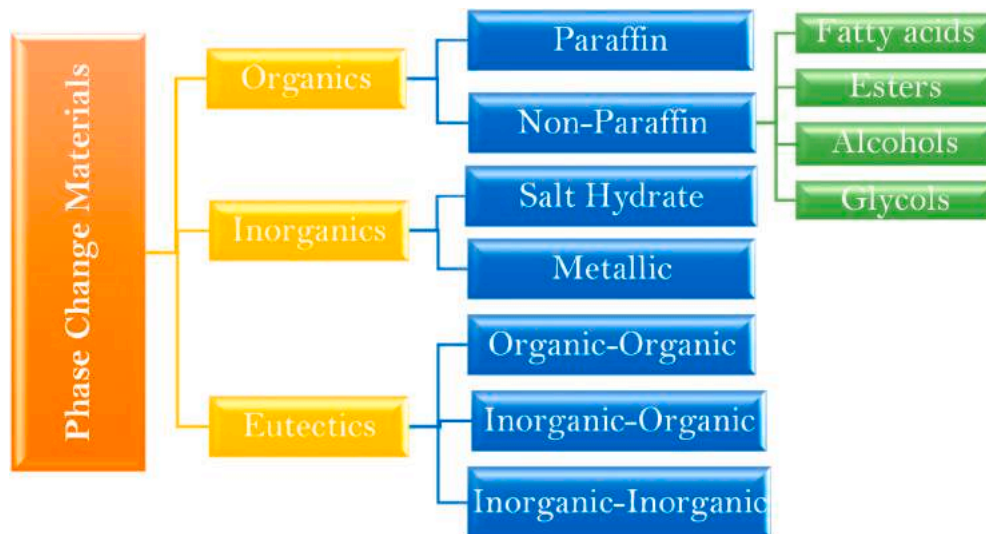 Phase Change Materials
Organics
Paraffin
Non-Paraffin
Fatty acids
Esters
Alcohols
Glycols
Inorganics
Salt Hydrate
Metallic
Eutectics
Organic-Organic
Inorganic-Organic
Inorganic-Inorganic